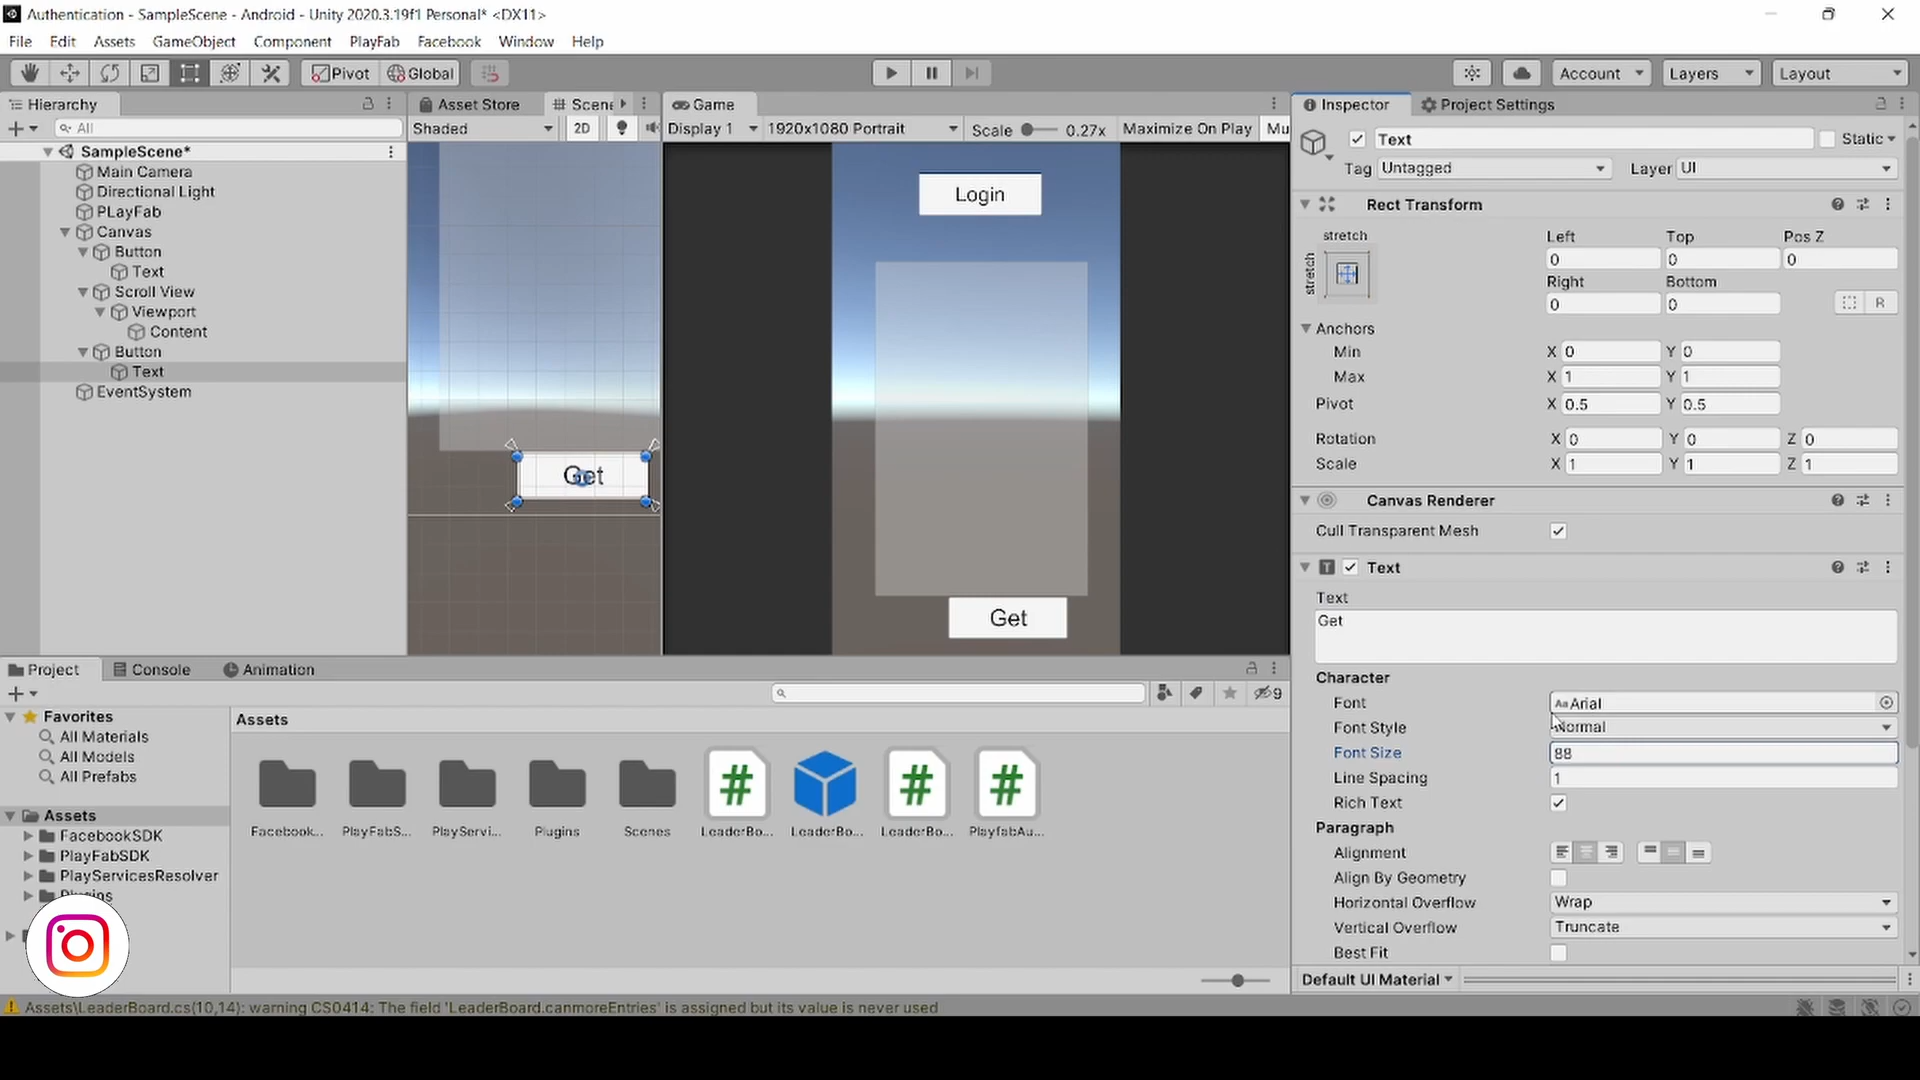 Authentication - SampleScene - Android - Unity 2020.3.19f1 Personal* <DX11>
File Edit Assets GameObject Component PlayFab Facebook Window Help
Pivot Global Account Layers Layout
Hierarchy
All
SampleScene*
Main Camera
Directional Light
PLayFab
Canvas
Button
Text
Scroll View
Viewport
Content
Button
Text
EventSystem
Asset Store Scene
Shaded 2D
Get
Game
Display 1 1920x1080 Portrait Scale 0.27x Maximize On Play Mu
Login
Get
Inspector Project Settings
Text Static
Tag Untagged Layer UI
Rect Transform
stretch
stretch
Left Top Pos Z
0 0 0
Right Bottom
0 0 R
Anchors
Min X 0 Y 0
Max X 1 Y 1
Pivot X 0.5 Y 0.5
Rotation X 0 Y 0 Z 0
Scale X 1 Y 1 Z 1
Canvas Renderer
Cull Transparent Mesh
Text
Text
Get
Character
Font Aa Arial
Font Style Normal
Font Size 88
Line Spacing 1
Rich Text
Paragraph
Alignment
Align By Geometry
Horizontal Overflow Wrap
Vertical Overflow Truncate
Best Fit
Default UI Material
Project Console Animation
9
Favorites
All Materials
All Models
All Prefabs
Assets
FacebookSDK
PlayFabSDK
PlayServicesResolver
Plugins
Assets
Facebook... PlayFabS... PlayServi... Plugins Scenes LeaderBo... LeaderBo... LeaderBo... PlayfabAu...
Assets\LeaderBoard.cs(10,14): warning CS0414: The field 'LeaderBoard.canmoreEntries' is assigned but its value is never used